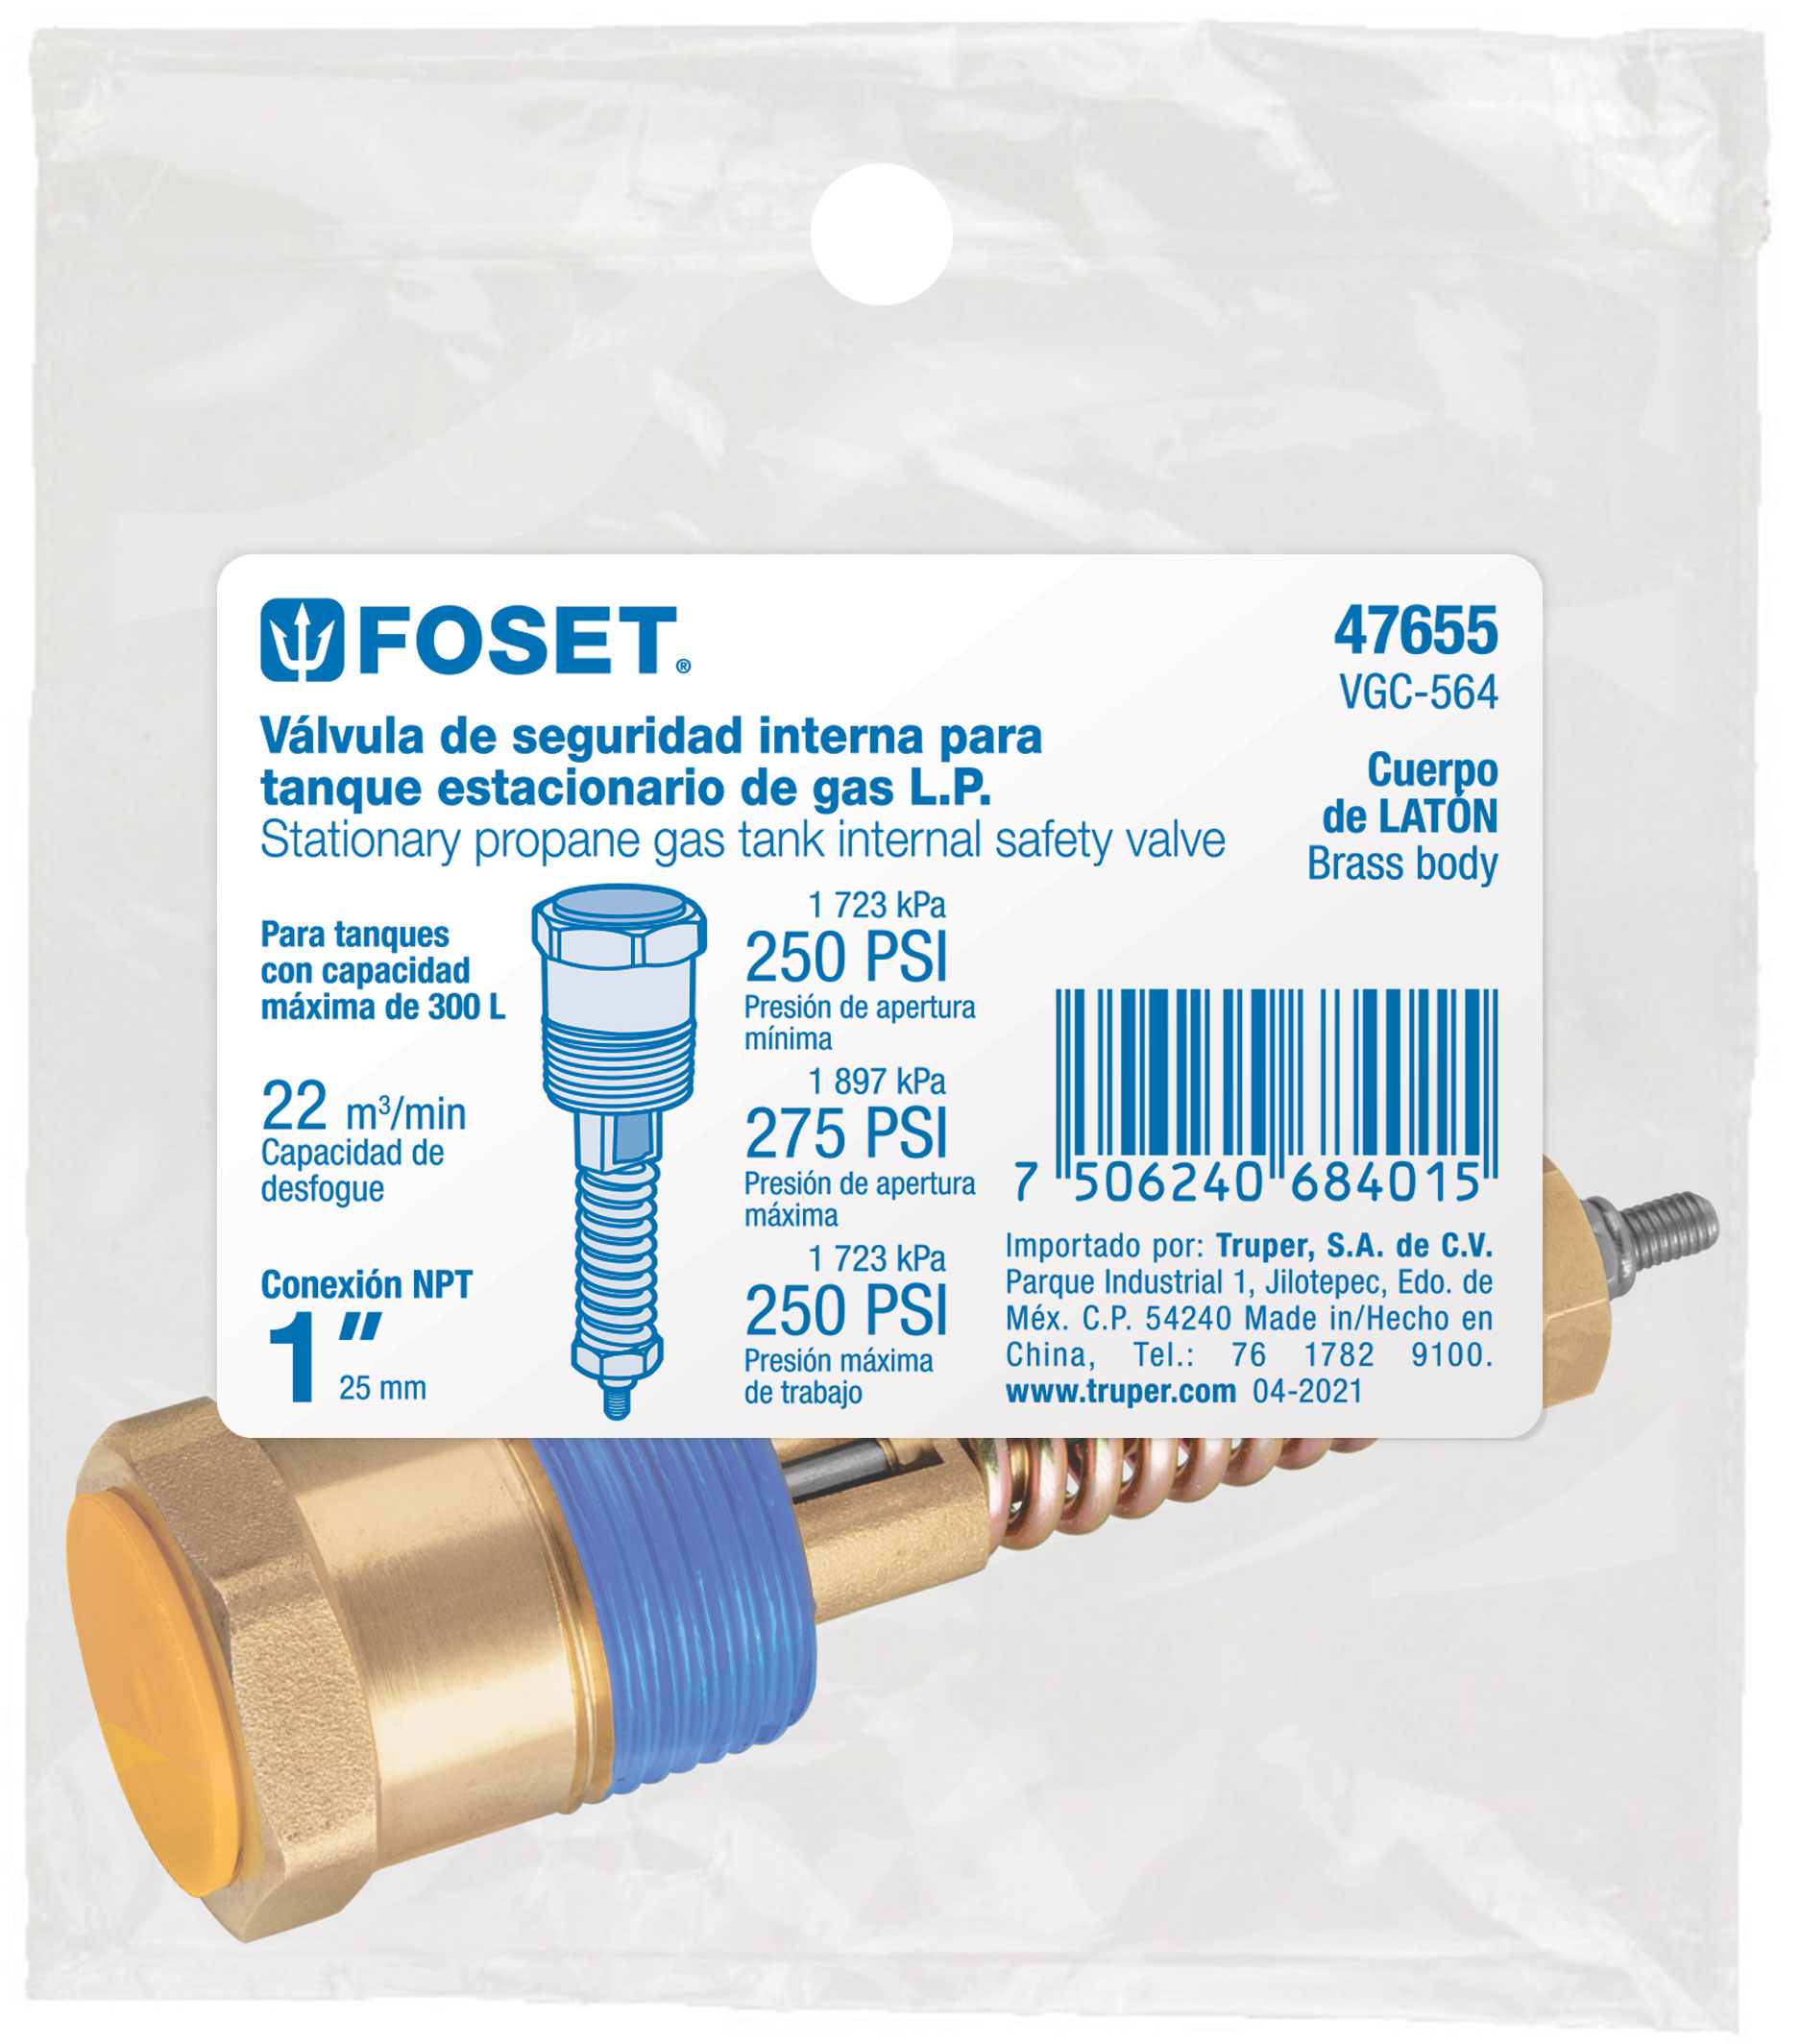 FOSET®
47655
VGC-564
Válvula de seguridad interna para
tanque estacionario de gas L.P.
Stationary propane gas tank internal safety valve
Cuerpo
de LATÓN
Brass body
Para tanques
con capacidad
máxima de 300 L
22 m³/min
Capacidad de
desfogue
Conexión NPT
1"
25 mm
1 723 kPa
250 PSI
Presión de apertura
mínima
1 897 kPa
275 PSI
Presión de apertura
máxima
1 723 kPa
250 PSI
Presión máxima
de trabajo
7 506240 684015
Importado por: Truper, S.A. de C.V.
Parque Industrial 1, Jilotepec, Edo. de
Méx. C.P. 54240 Made in/Hecho en
China, Tel.: 76 1782 9100.
www.truper.com 04-2021